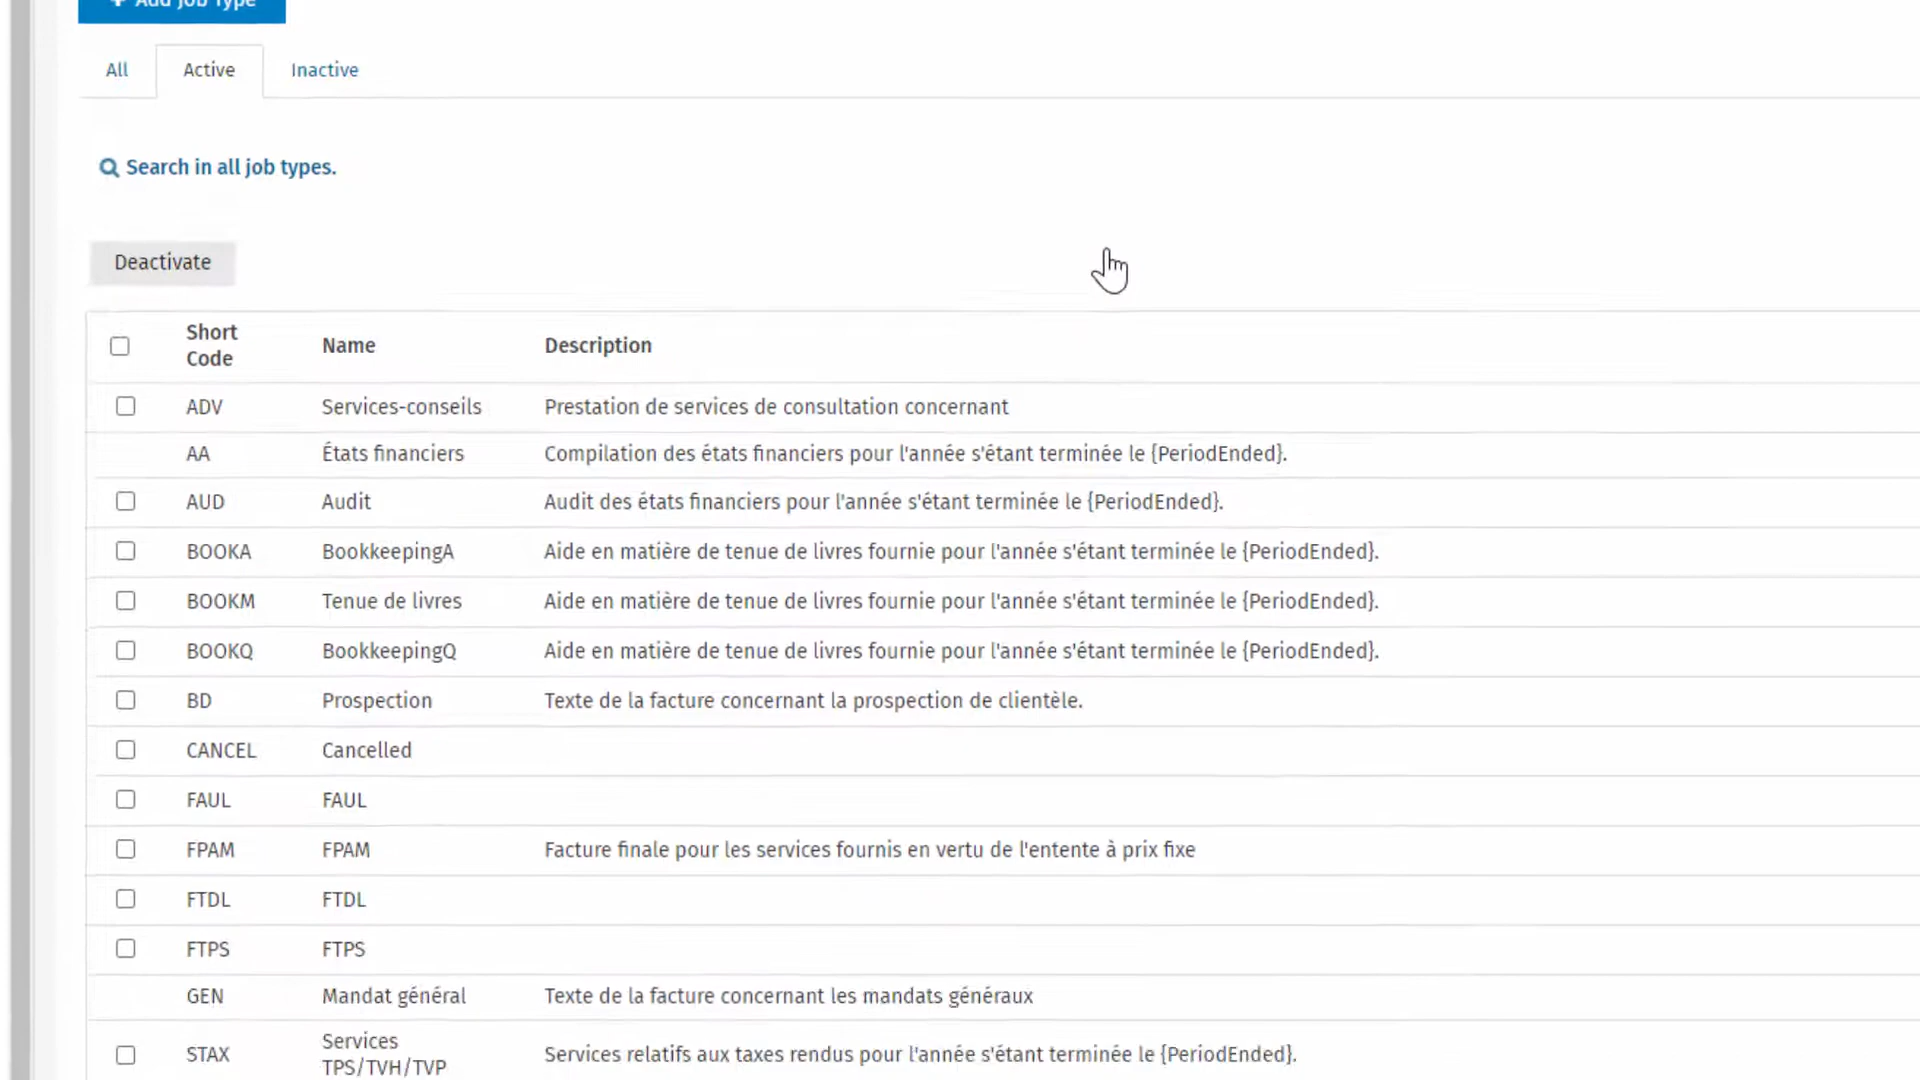 + Add Job Type
All Active Inactive
Search in all job types.
Deactivate
Short Code Name Description
ADV Services-conseils Prestation de services de consultation concernant
AA États financiers Compilation des états financiers pour l'année s'étant terminée le {PeriodEnded}.
AUD Audit Audit des états financiers pour l'année s'étant terminée le {PeriodEnded}.
BOOKA BookkeepingA Aide en matière de tenue de livres fournie pour l'année s'étant terminée le {PeriodEnded}.
BOOKM Tenue de livres Aide en matière de tenue de livres fournie pour l'année s'étant terminée le {PeriodEnded}.
BOOKQ BookkeepingQ Aide en matière de tenue de livres fournie pour l'année s'étant terminée le {PeriodEnded}.
BD Prospection Texte de la facture concernant la prospection de clientèle.
CANCEL Cancelled
FAUL FAUL
FPAM FPAM Facture finale pour les services fournis en vertu de l'entente à prix fixe
FTDL FTDL
FTPS FTPS
GEN Mandat général Texte de la facture concernant les mandats généraux
STAX Services TPS/TVH/TVP Services relatifs aux taxes rendus pour l'année s'étant terminée le {PeriodEnded}.